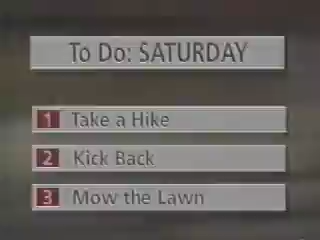 To Do: SATURDAY
1 Take a Hike
2 Kick Back
3 Mow the Lawn